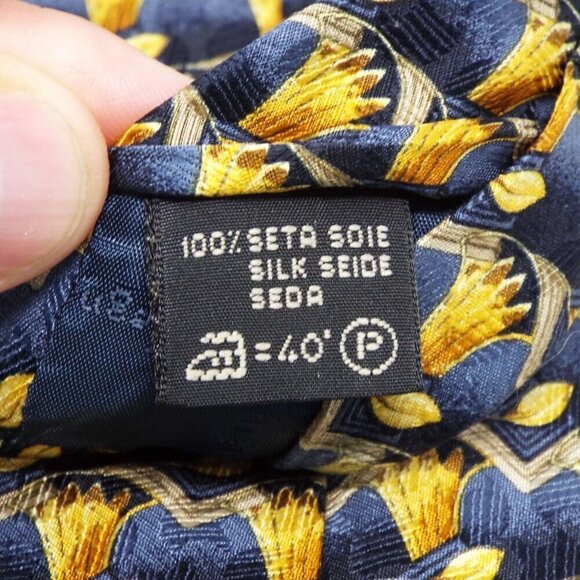 100% SETA SOIE
SILK SEIDE
SEDA
= 40° P